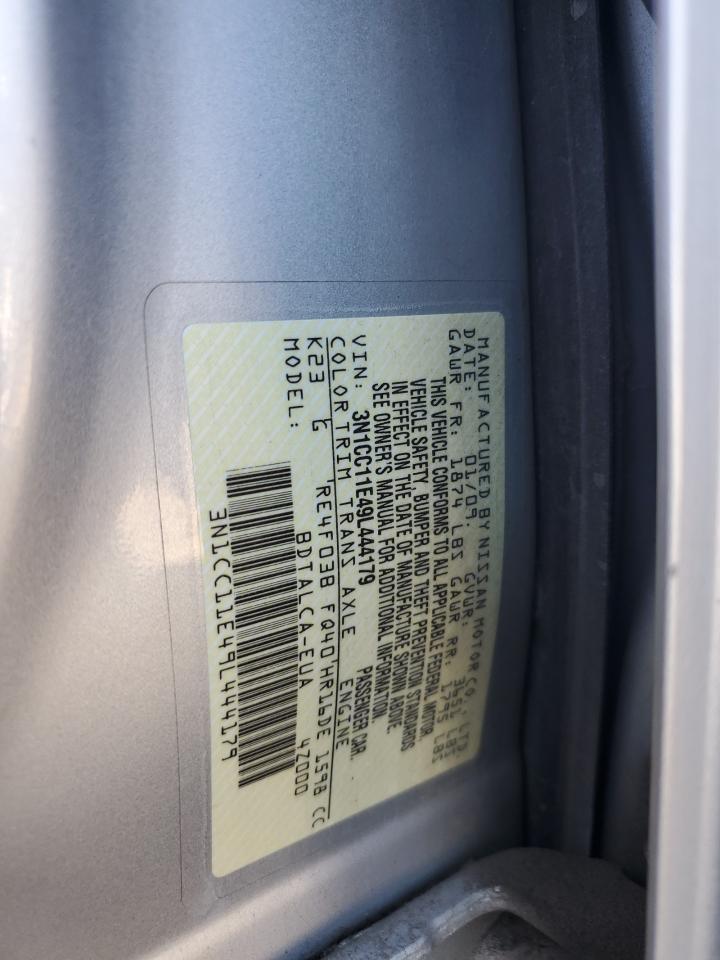 MANUFACTURED BY NISSAN MOTOR CO., LTD.
DATE: 01/09. GVWR: 3651 LBS
GAWR FR: 1874 LBS GAWR RR: 1795 LBS
THIS VEHICLE CONFORMS TO ALL APPLICABLE FEDERAL MOTOR
VEHICLE SAFETY, BUMPER AND THEFT PREVENTION STANDARDS
IN EFFECT ON THE DATE OF MANUFACTURE SHOWN ABOVE.
SEE OWNER'S MANUAL FOR ADDITIONAL INFORMATION.
VIN: 3N1CC11E49L444179 PASSENGER CAR.
COLOR TRIM TRANS AXLE ENGINE
K23 G 'RE4F03B FQ40'HR16DE 1598 CC
MODEL: BDTALCA-EUA 4Z000
3N1CC11E49L444179